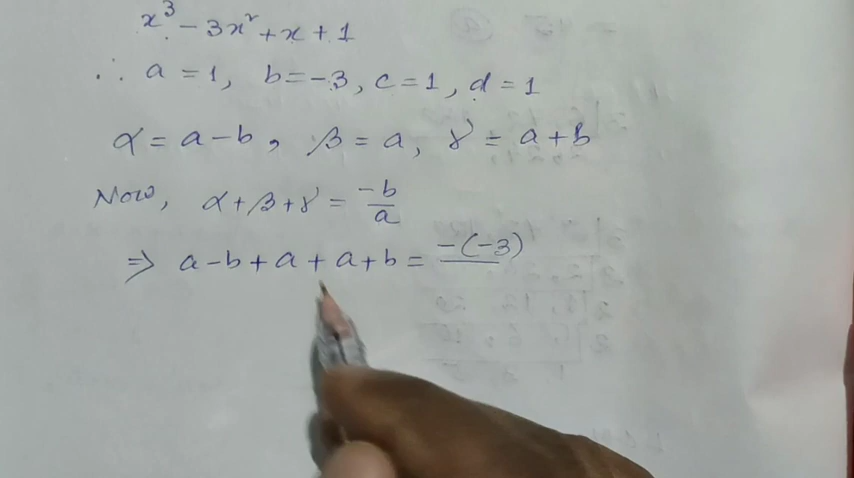 x³ - 3x² + x + 1
∴ a = 1, b = -3, c = 1, d = 1
α = a - b, β = a, γ = a + b
Now, α + β + γ = -b/a
⇒ a - b + a + a + b = -(-3)